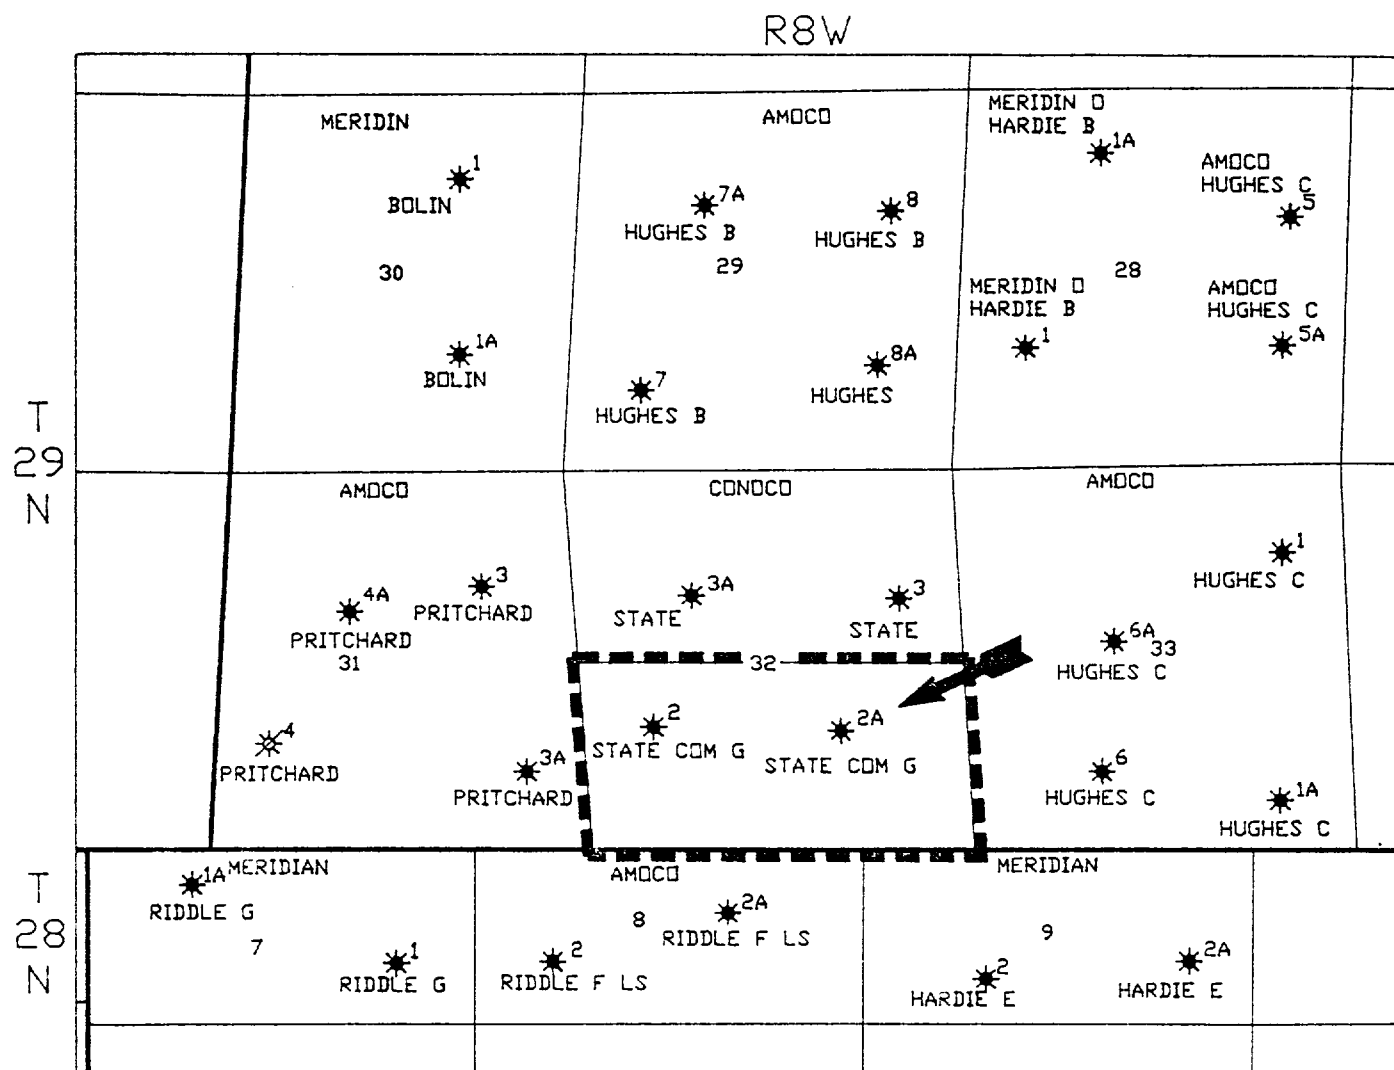 R8W
MERIDIN
AMOCO
MERIDIN O
HARDIE B
1A
AMOCO
HUGHES C
5
1
BOLIN
7A
HUGHES B
8
HUGHES B
30
29
28
MERIDIN O
HARDIE B
1
AMOCO
HUGHES C
5A
1A
BOLIN
7
HUGHES B
8A
HUGHES
T
29
N
AMOCO
CONOCO
AMOCO
1
HUGHES C
4A
PRITCHARD
3
PRITCHARD
3A
STATE
3
STATE
6A
HUGHES C
31
32
33
4
PRITCHARD
3A
PRITCHARD
2
STATE COM G
2A
STATE COM G
6
HUGHES C
1A
HUGHES C
T
28
N
MERIDIAN
AMOCO
MERIDIAN
1A
RIDDLE G
7
1
RIDDLE G
8
2A
RIDDLE F LS
2
RIDDLE F LS
9
2
HARDIE E
2A
HARDIE E